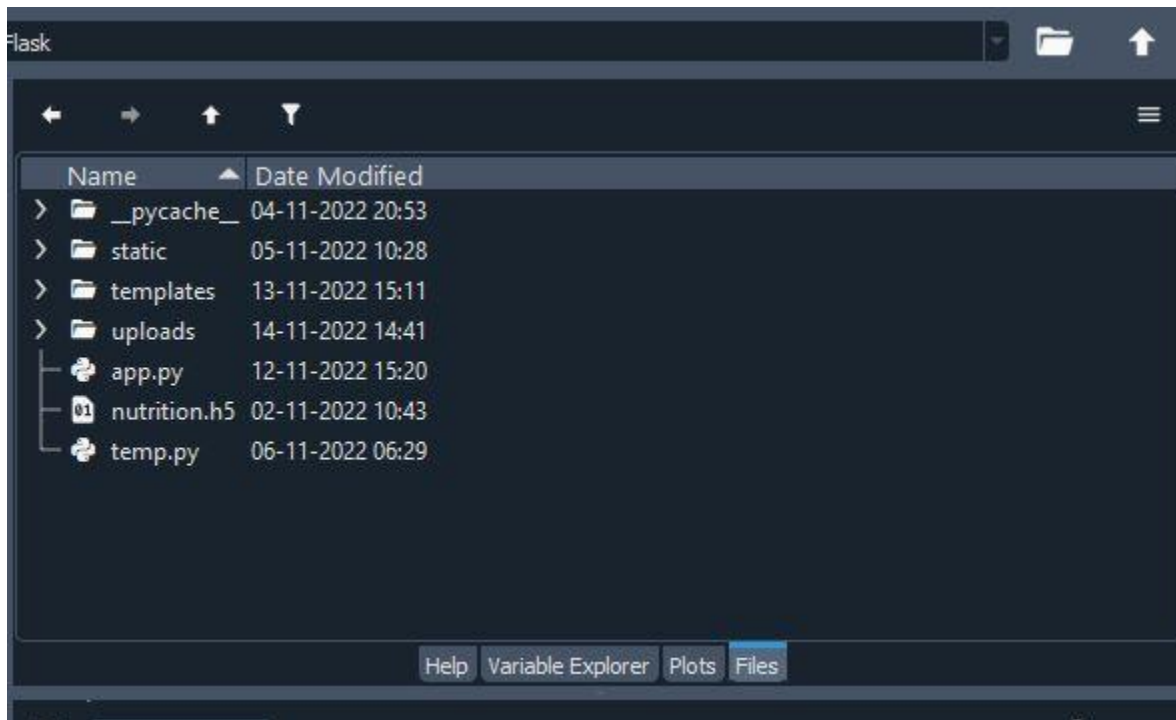 Flask
Name Date Modified
__pycache__ 04-11-2022 20:53
static 05-11-2022 10:28
templates 13-11-2022 15:11
uploads 14-11-2022 14:41
app.py 12-11-2022 15:20
01 nutrition.h5 02-11-2022 10:43
temp.py 06-11-2022 06:29
Help Variable Explorer Plots Files